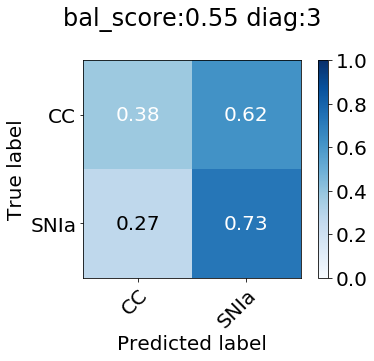 bal_score:0.55 diag:3
1.0
CC
0.38
0.62
0.8
0.6
True label
0.4
SNIa
0.27
0.73
0.2
0.0
CC
SNIa
Predicted label